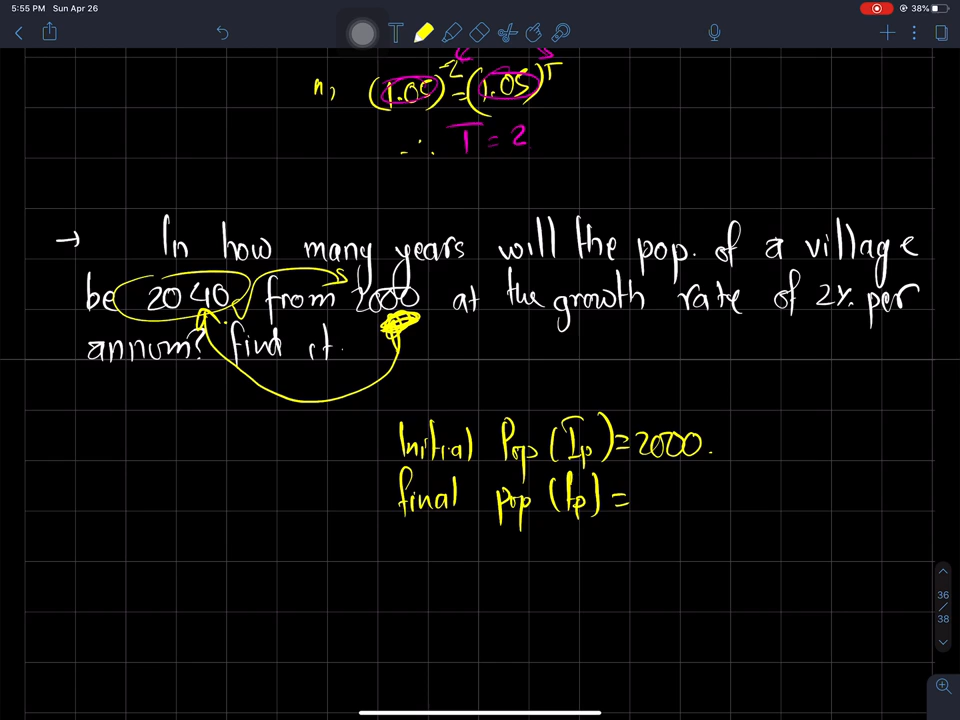 5:55 PM Sun Apr 26
38%
n, (1.05)^2 = (1.05)^T
∴ T = 2
→ In how many years will the pop. of a village
be 2040 from 2000 at the growth rate of 2% per
annum? find it.
Initial Pop (Ip) = 2000.
final pop (fp) =
36
/
38